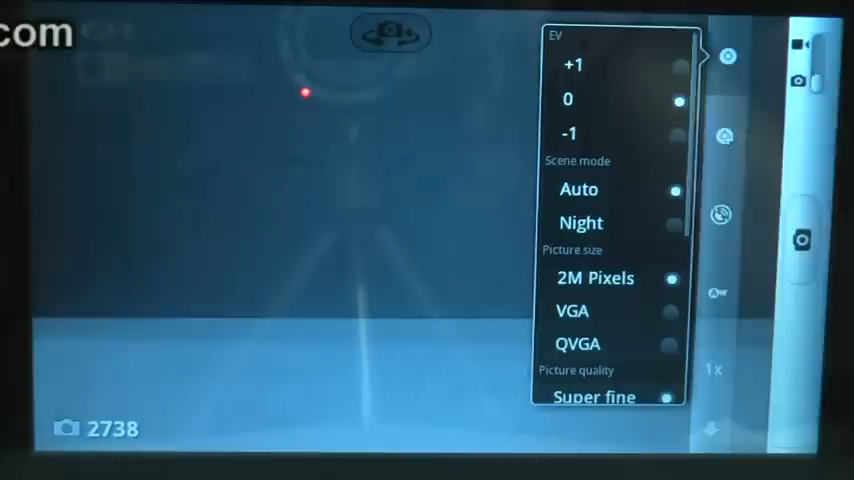 .com
EV
+1
0
-1
Scene mode
Auto
Night
Picture size
2M Pixels
VGA
QVGA
Picture quality
Super fine
AW
1x
2738